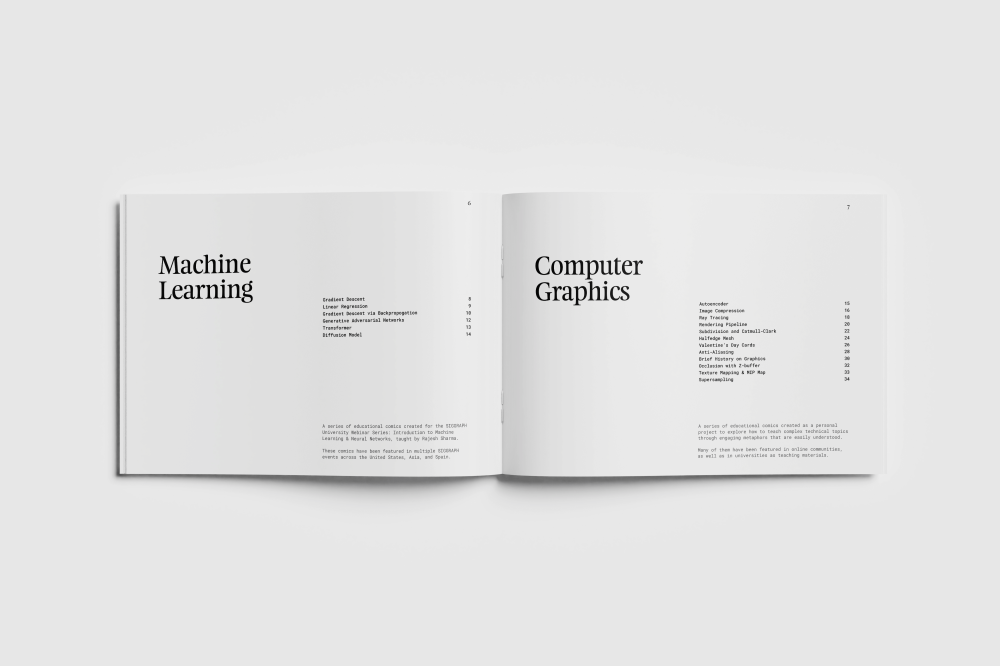 6
Machine
Learning
Gradient Descent 8
Linear Regression 9
Gradient Descent via Backpropogation 10
Generative Adversarial Networks 12
Transformer 13
Diffusion Model 14
A series of educational comics created for the SIGGRAPH
University Webinar Series: Introduction to Machine
Learning & Neural Networks, taught by Rajesh Sharma.
These comics have been featured in multiple SIGGRAPH
events across the United States, Asia, and Spain.
7
Computer
Graphics
Autoencoder 15
Image Compression 16
Ray Tracing 18
Rendering Pipeline 20
Subdivision and Catmull-Clark 22
Halfedge Mesh 24
Valentine's Day Cards 26
Anti-Aliasing 28
Brief History on Graphics 30
Occlusion with Z-buffer 32
Texture Mapping & MIP Map 33
Supersampling 34
A series of educational comics created as a personal
project to explore how to teach complex technical topics
through engaging metaphors that are easily understood.
Many of them have been featured in online communities,
as well as in universities as teaching materials.